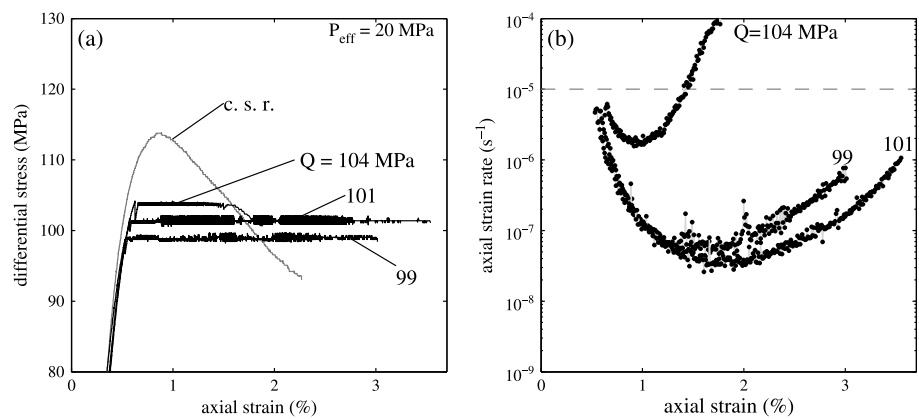 (a)
P_eff = 20 MPa
c. s. r.
Q = 104 MPa
101
99
130
120
110
100
90
80
0 1 2 3
differential stress (MPa)
axial strain (%)
(b)
Q=104 MPa
99
101
10⁻⁴
10⁻⁵
10⁻⁶
10⁻⁷
10⁻⁸
10⁻⁹
0 1 2 3
axial strain rate (s⁻¹)
axial strain (%)